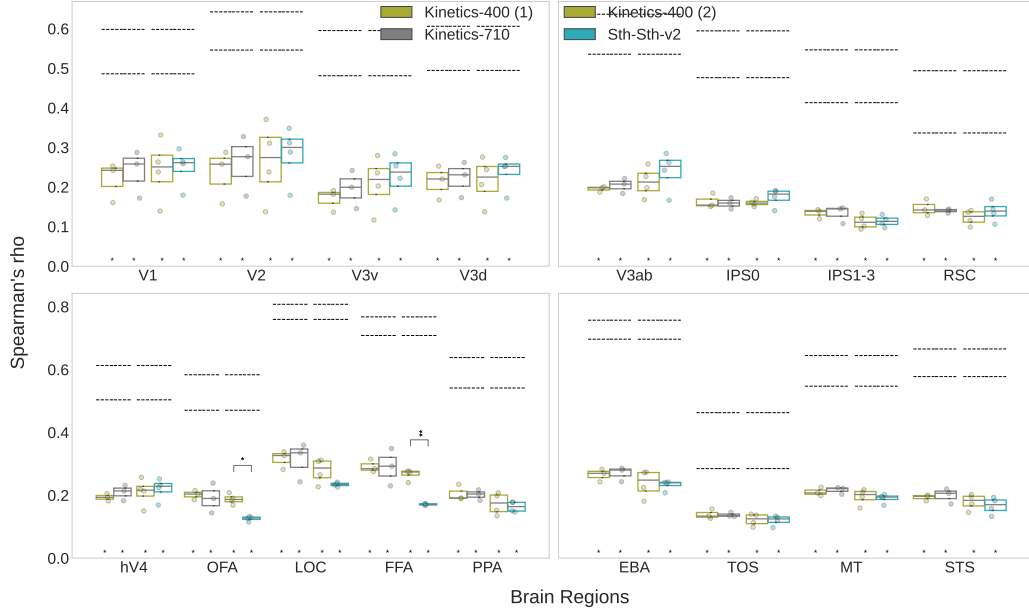 Kinetics-400 (1)
Kinetics-710
Kinetics-400 (2)
Sth-Sth-v2
0.6
0.5
0.4
0.3
0.2
0.1
0.0
* * * * * * * * * * * * * * * *
* * * * * * * * * * * * * * * *
V1 V2 V3v V3d
V3ab IPS0 IPS1-3 RSC
Spearman's rho
0.8
0.6
0.4
0.2
0.0
*
‡
* * * * * * * * * * * * * * * * * * * *
* * * * * * * * * * * * * * * *
hV4 OFA LOC FFA PPA
EBA TOS MT STS
Brain Regions